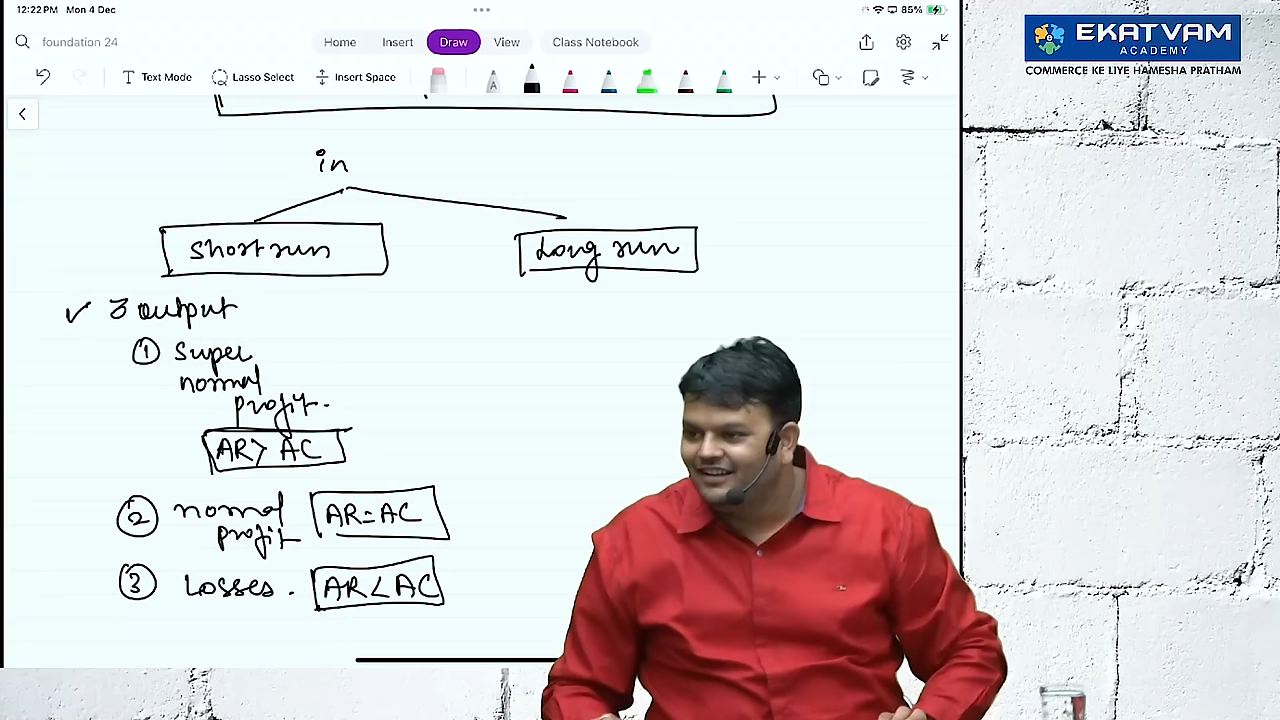 12:22 PM Mon 4 Dec
85%
foundation 24
Home Insert Draw View Class Notebook
Text Mode Lasso Select Insert Space
EKATVAM
ACADEMY
COMMERCE KE LIYE HAMESHA PRATHAM
in
Short run
Long run
✓ 3 output
① Super
normal
profit.
AR > AC
② normal
profit
AR = AC
③ Losses.
AR < AC